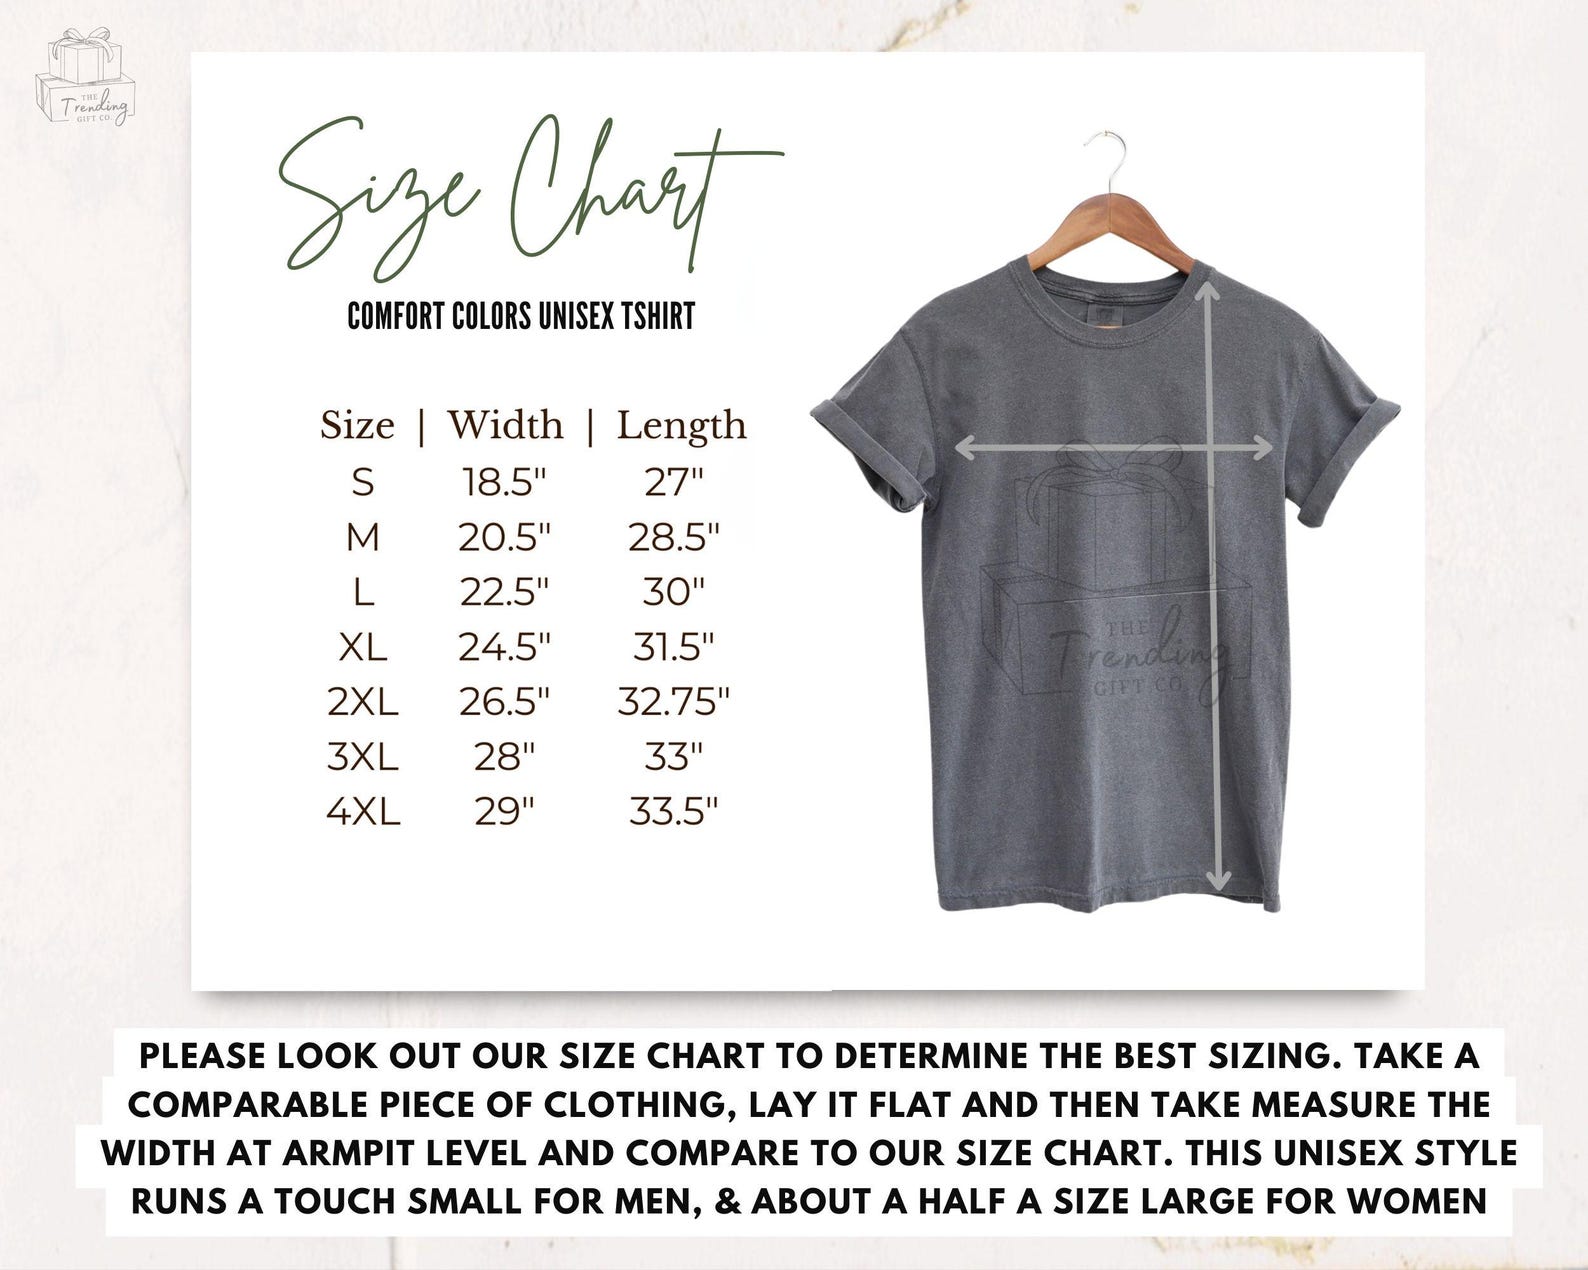 THE
Trending
GIFT CO.
Size Chart
COMFORT COLORS UNISEX TSHIRT
Size | Width | Length
S 18.5" 27"
M 20.5" 28.5"
L 22.5" 30"
XL 24.5" 31.5"
2XL 26.5" 32.75"
3XL 28" 33"
4XL 29" 33.5"
THE
Trending
GIFT CO.
PLEASE LOOK OUT OUR SIZE CHART TO DETERMINE THE BEST SIZING. TAKE A
COMPARABLE PIECE OF CLOTHING, LAY IT FLAT AND THEN TAKE MEASURE THE
WIDTH AT ARMPIT LEVEL AND COMPARE TO OUR SIZE CHART. THIS UNISEX STYLE
RUNS A TOUCH SMALL FOR MEN, & ABOUT A HALF A SIZE LARGE FOR WOMEN